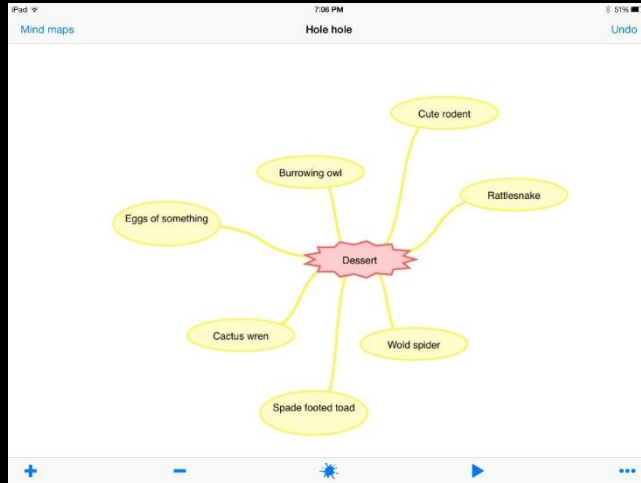 iPad 7:06 PM 51%
Mind maps Hole hole Undo
Cute rodent
Burrowing owl
Rattlesnake
Eggs of something
Dessert
Cactus wren
Wold spider
Spade footed toad